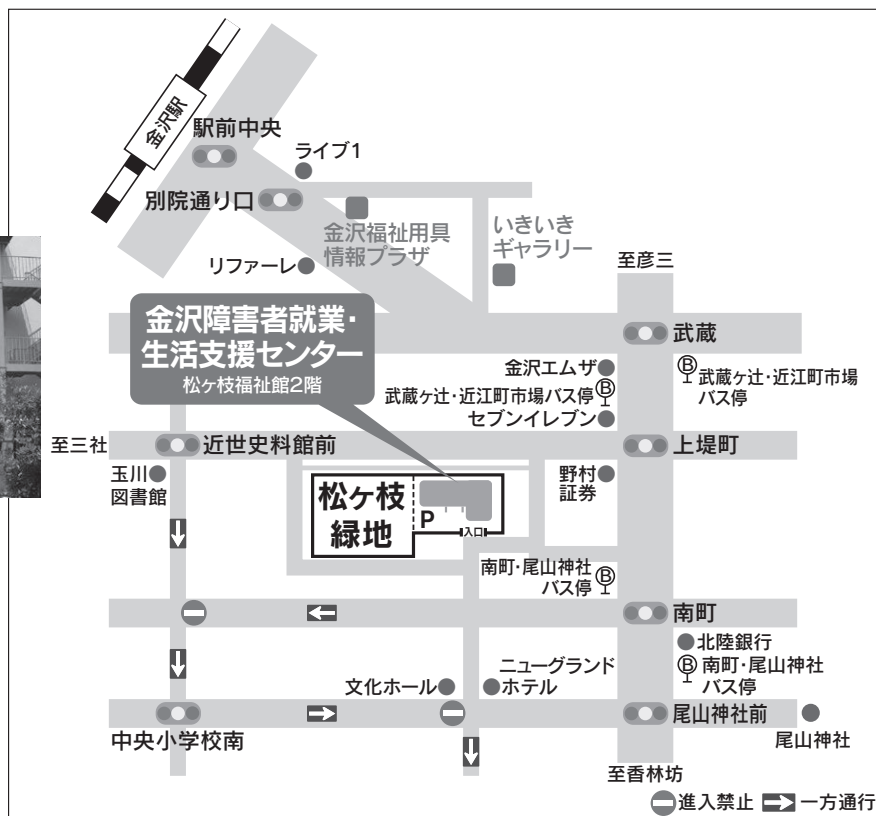 金沢駅
駅前中央
ライブ1
別院通り口
金沢福祉用具
情報プラザ
いきいき
ギャラリー
リファーレ
至彦三
金沢障害者就業・
生活支援センター
松ヶ枝福祉館2階
武蔵
金沢エムザ
武蔵ヶ辻・近江町市場バス停
B
B
武蔵ヶ辻・近江町市場
バス停
セブンイレブン
至三社
近世史料館前
上堤町
玉川
図書館
松ヶ枝
緑地
P
入口
野村
証券
南町・尾山神社
バス停
B
南町
北陸銀行
B
南町・尾山神社
バス停
文化ホール
ニューグランド
ホテル
尾山神社前
尾山神社
中央小学校南
至香林坊
進入禁止
一方通行